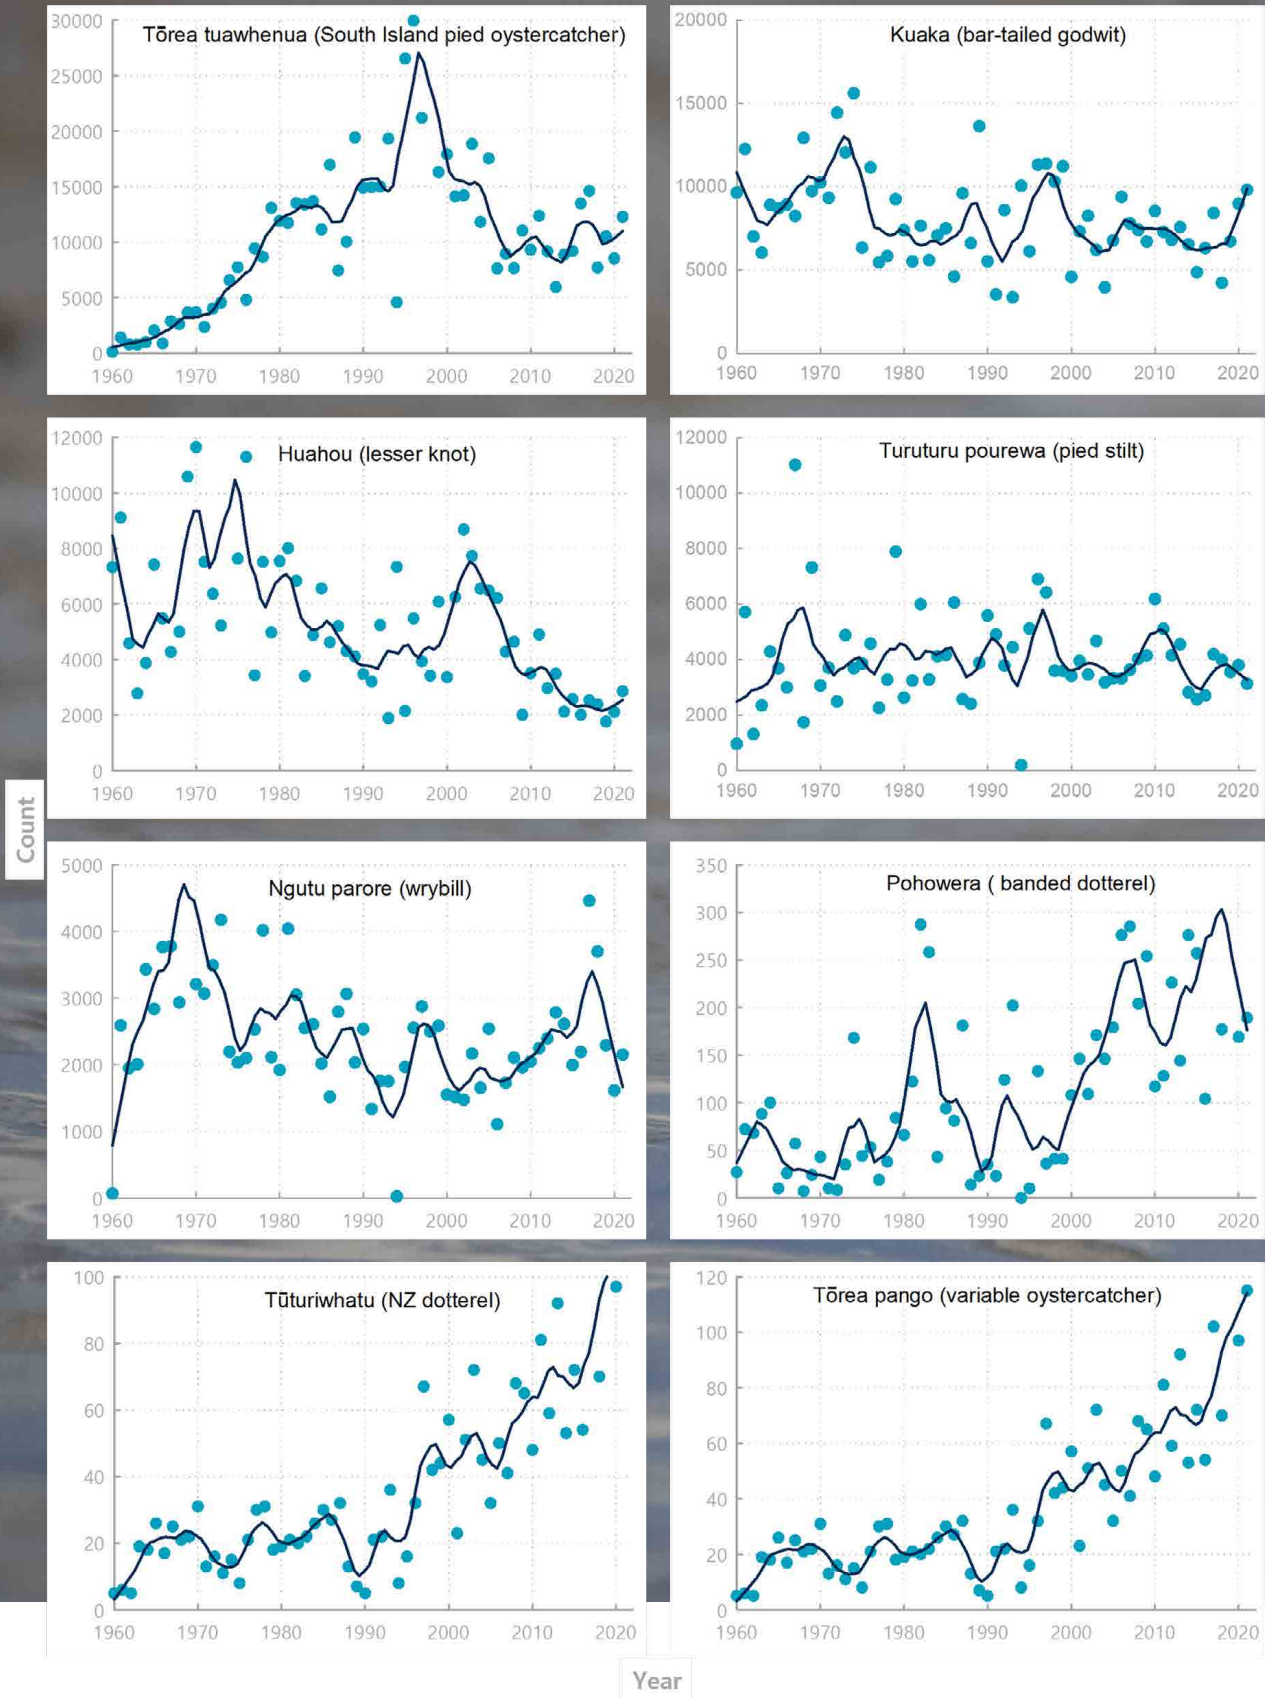 Tōrea tuawhenua (South Island pied oystercatcher)
30000
25000
20000
15000
10000
5000
0
1960 1970 1980 1990 2000 2010 2020
Kuaka (bar-tailed godwit)
20000
15000
10000
5000
0
1960 1970 1980 1990 2000 2010 2020
Huahou (lesser knot)
12000
10000
8000
6000
4000
2000
0
1960 1970 1980 1990 2000 2010 2020
Turuturu pourewa (pied stilt)
12000
10000
8000
6000
4000
2000
0
1960 1970 1980 1990 2000 2010 2020
Count
Ngutu parore (wrybill)
5000
4000
3000
2000
1000
0
1960 1970 1980 1990 2000 2010 2020
Pohowera ( banded dotterel)
350
300
250
200
150
100
50
0
1960 1970 1980 1990 2000 2010 2020
Tūturiwhatu (NZ dotterel)
100
80
60
40
20
0
1960 1970 1980 1990 2000 2010 2020
Tōrea pango (variable oystercatcher)
120
100
80
60
40
20
0
1960 1970 1980 1990 2000 2010 2020
Year